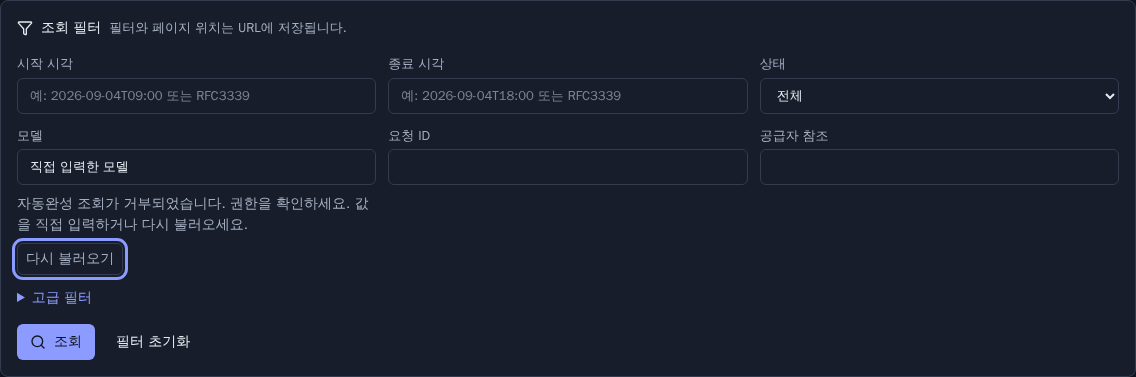 조회 필터 필터와 페이지 위치는 URL에 저장됩니다.
시작 시각
종료 시각
상태
예: 2026-09-04T09:00 또는 RFC3339
예: 2026-09-04T18:00 또는 RFC3339
전체
모델
요청 ID
공급자 참조
직접 입력한 모델
자동완성 조회가 거부되었습니다. 권한을 확인하세요. 값
을 직접 입력하거나 다시 불러오세요.
다시 불러오기
고급 필터
조회
필터 초기화